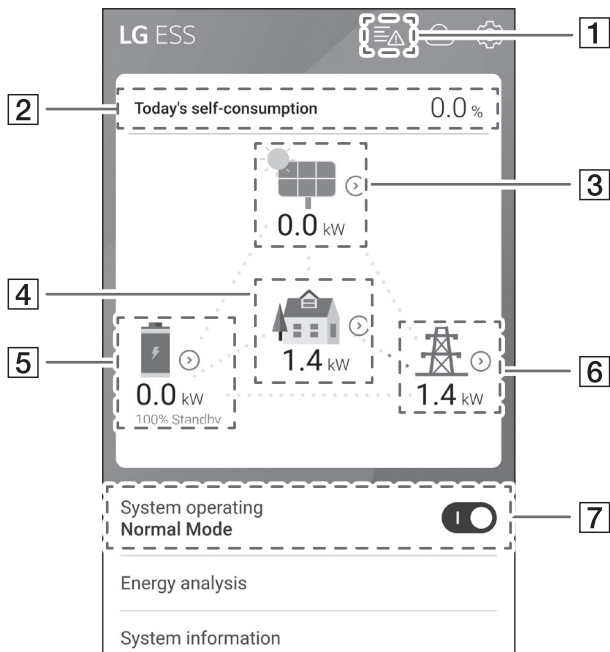 LG ESS
1
2
Today's self-consumption 0.0 %
3
0.0 kW
4
1.4 kW
5
0.0 kW
100% Standby
6
1.4 kW
System operating
Normal Mode
7
Energy analysis
System information